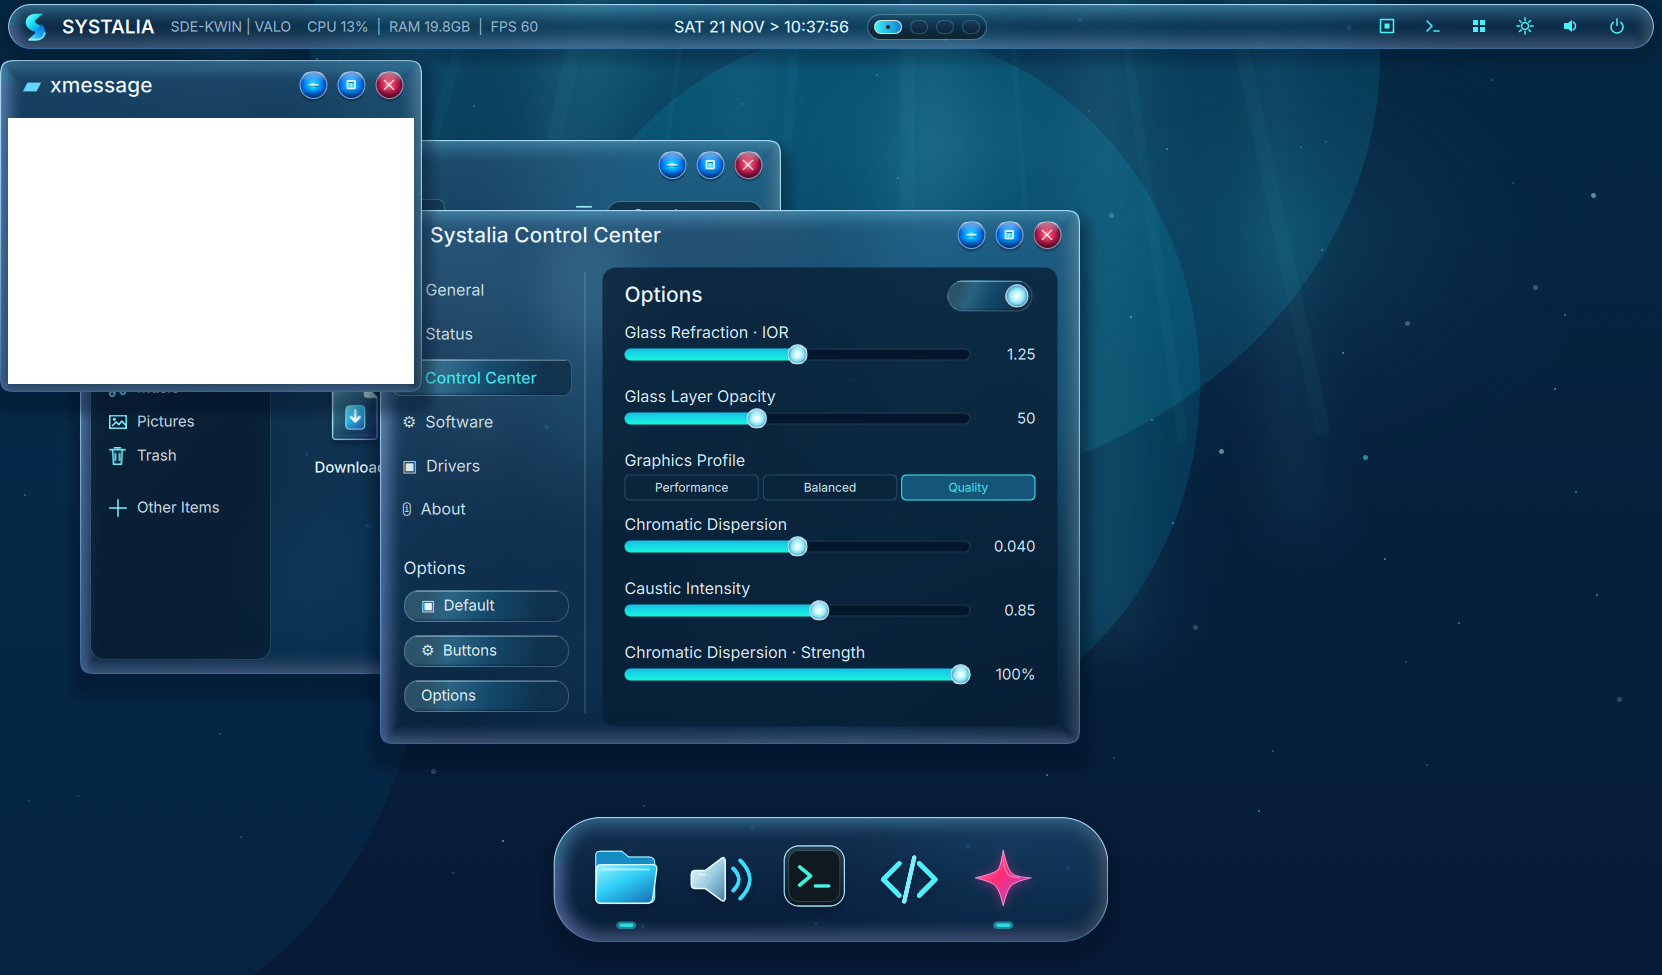 SYSTALIA SDE-KWIN | VALO CPU 13% | RAM 19.8GB | FPS 60 SAT 21 NOV > 10:37:56
xmessage
Systalia Control Center
General
Status
Control Center
Software
Drivers
About
Options
Default
Buttons
Options
Options
Glass Refraction · IOR
1.25
Glass Layer Opacity
50
Graphics Profile
Performance Balanced Quality
Chromatic Dispersion
0.040
Caustic Intensity
0.85
Chromatic Dispersion · Strength
100%
Pictures
Trash
Other Items